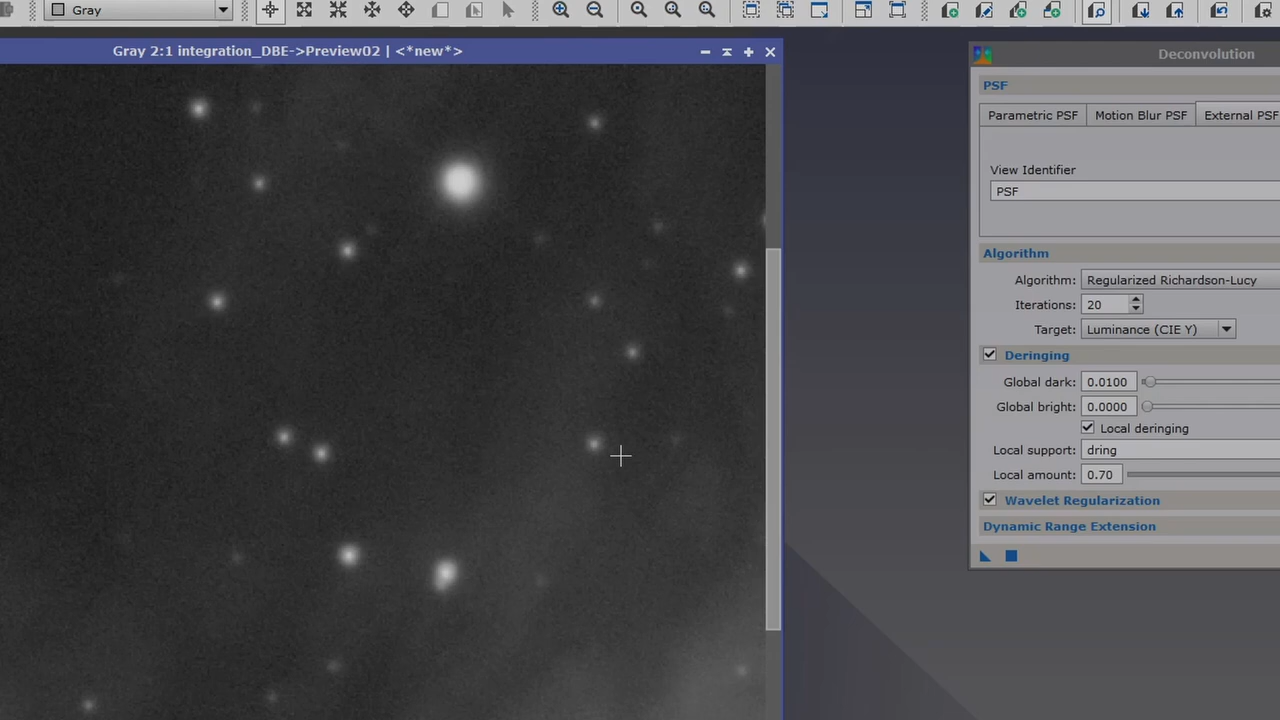 Gray
Gray 2:1 integration_DBE->Preview02 | <*new*>
Deconvolution
PSF
Parametric PSF
Motion Blur PSF
External PSF
View Identifier
PSF
Algorithm
Algorithm: Regularized Richardson-Lucy
Iterations: 20
Target: Luminance (CIE Y)
Deringing
Global dark: 0.0100
Global bright: 0.0000
Local deringing
Local support: dring
Local amount: 0.70
Wavelet Regularization
Dynamic Range Extension